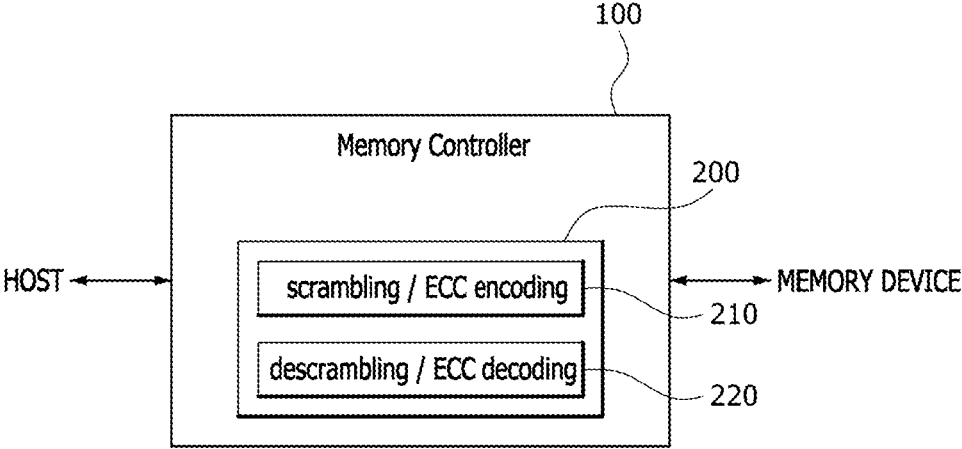 100
Memory Controller
200
HOST
scrambling / ECC encoding
MEMORY DEVICE
210
descrambling / ECC decoding
220